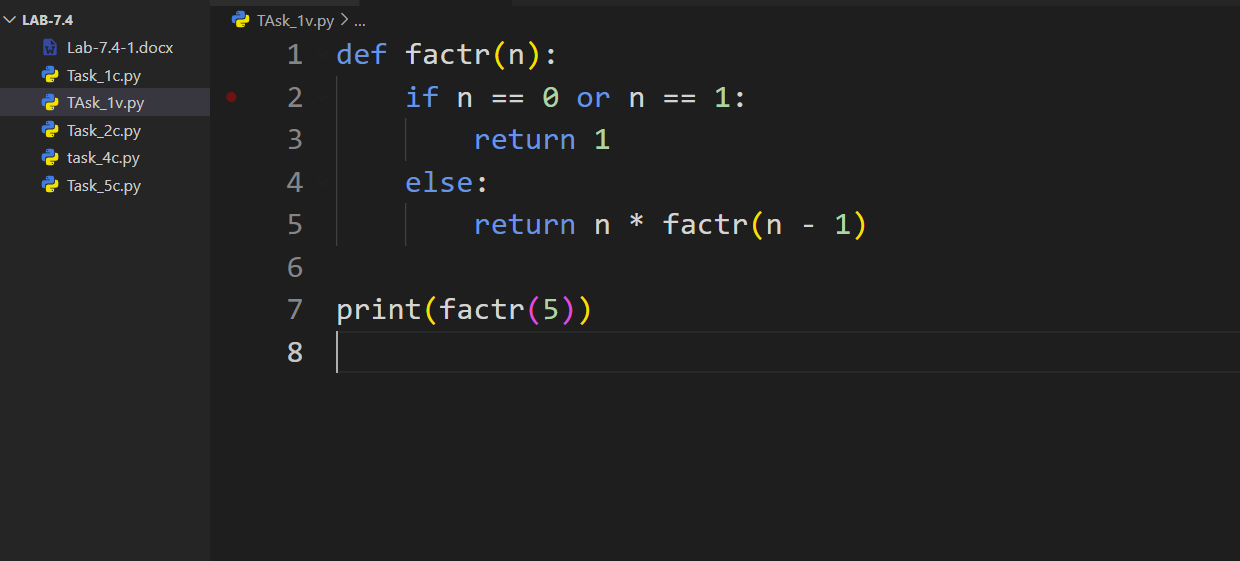 LAB-7.4
Lab-7.4-1.docx
Task_1c.py
TAsk_1v.py
Task_2c.py
task_4c.py
Task_5c.py
TAsk_1v.py > ...
1 def factr(n):
2     if n == 0 or n == 1:
3         return 1
4     else:
5         return n * factr(n - 1)
6
7 print(factr(5))
8